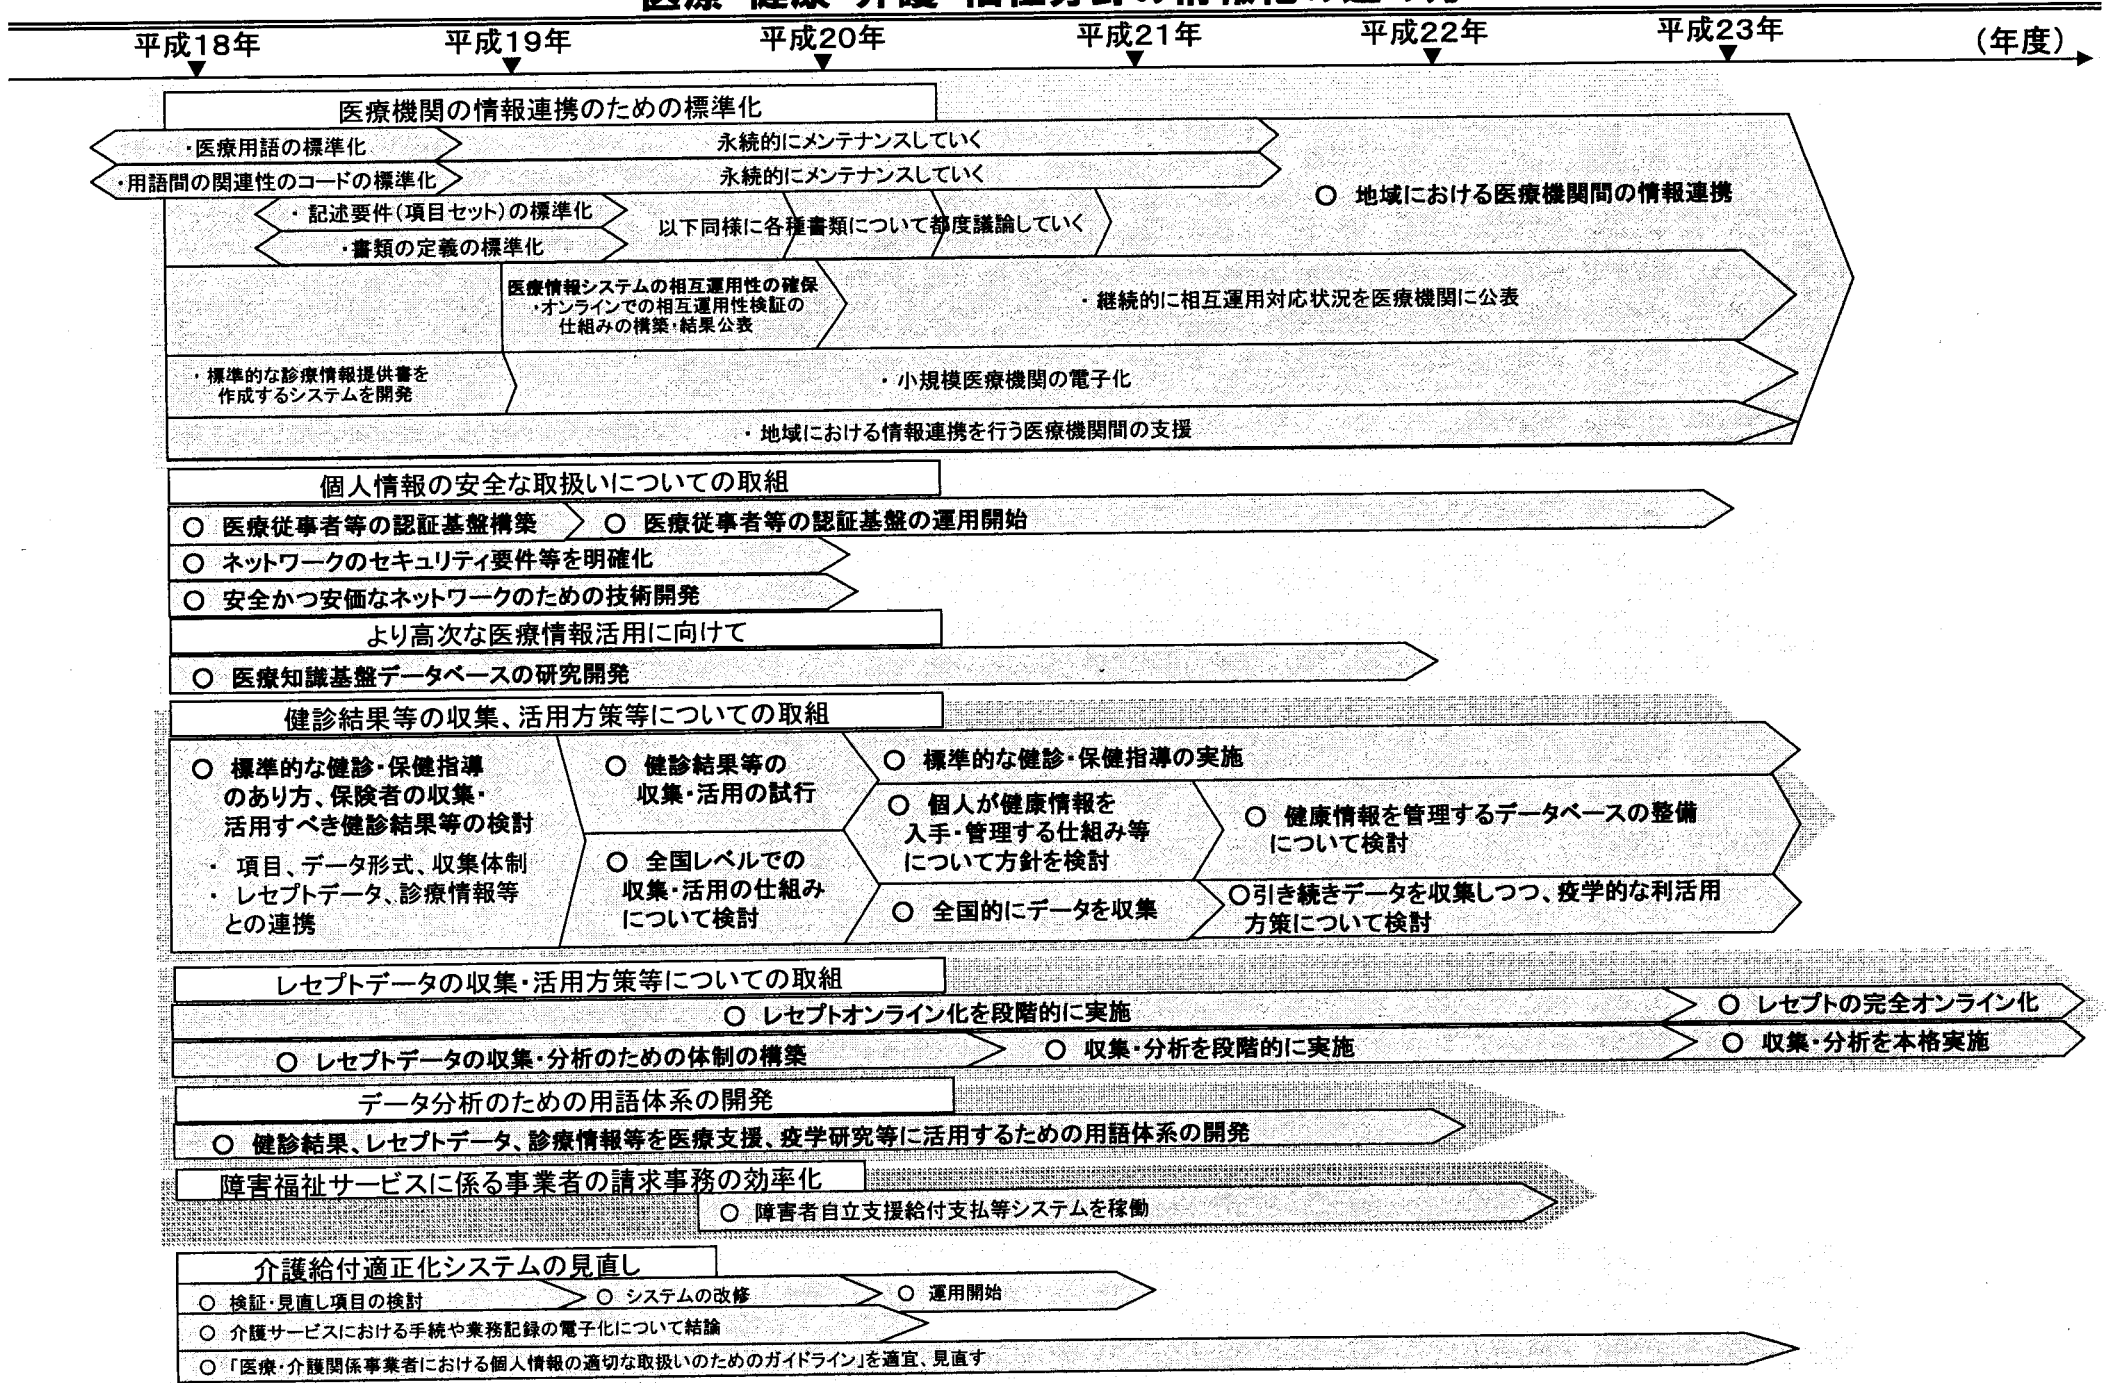 平成18年 平成19年 平成20年 平成21年 平成22年 平成23年 (年度)
医療機関の情報連携のための標準化
・医療用語の標準化
永続的にメンテナンスしていく
・用語間の関連性のコードの標準化
永続的にメンテナンスしていく
○ 地域における医療機関間の情報連携
・記述要件(項目セット)の標準化
・書類の定義の標準化
以下同様に各種書類について都度議論していく
医療情報システムの相互運用性の確保
・オンラインでの相互運用性検証の
仕組みの構築・結果公表
・継続的に相互運用対応状況を医療機関に公表
・標準的な診療情報提供書を
作成するシステムを開発
・小規模医療機関の電子化
・地域における情報連携を行う医療機関間の支援
個人情報の安全な取扱いについての取組
○ 医療従事者等の認証基盤構築
○ 医療従事者等の認証基盤の運用開始
○ ネットワークのセキュリティ要件等を明確化
○ 安全かつ安価なネットワークのための技術開発
より高次な医療情報活用に向けて
○ 医療知識基盤データベースの研究開発
健診結果等の収集、活用方策等についての取組
○ 標準的な健診・保健指導
のあり方、保険者の収集・
活用すべき健診結果等の検討
・ 項目、データ形式、収集体制
・ レセプトデータ、診療情報等
との連携
○ 健診結果等の
収集・活用の試行
○ 全国レベルでの
収集・活用の仕組み
について検討
○ 標準的な健診・保健指導の実施
○ 個人が健康情報を
入手・管理する仕組み等
について方針を検討
○ 健康情報を管理するデータベースの整備
について検討
○ 全国的にデータを収集
○引き続きデータを収集しつつ、疫学的な利活用
方策について検討
レセプトデータの収集・活用方策等についての取組
○ レセプトオンライン化を段階的に実施
○ レセプトの完全オンライン化
○ レセプトデータの収集・分析のための体制の構築
○ 収集・分析を段階的に実施
○ 収集・分析を本格実施
データ分析のための用語体系の開発
○ 健診結果、レセプトデータ、診療情報等を医療支援、疫学研究等に活用するための用語体系の開発
障害福祉サービスに係る事業者の請求事務の効率化
○ 障害者自立支援給付支払等システムを稼働
介護給付適正化システムの見直し
○ 検証・見直し項目の検討
○ システムの改修
○ 運用開始
○ 介護サービスにおける手続や業務記録の電子化について結論
○「医療・介護関係事業者における個人情報の適切な取扱いのためのガイドライン」を適宜、見直す